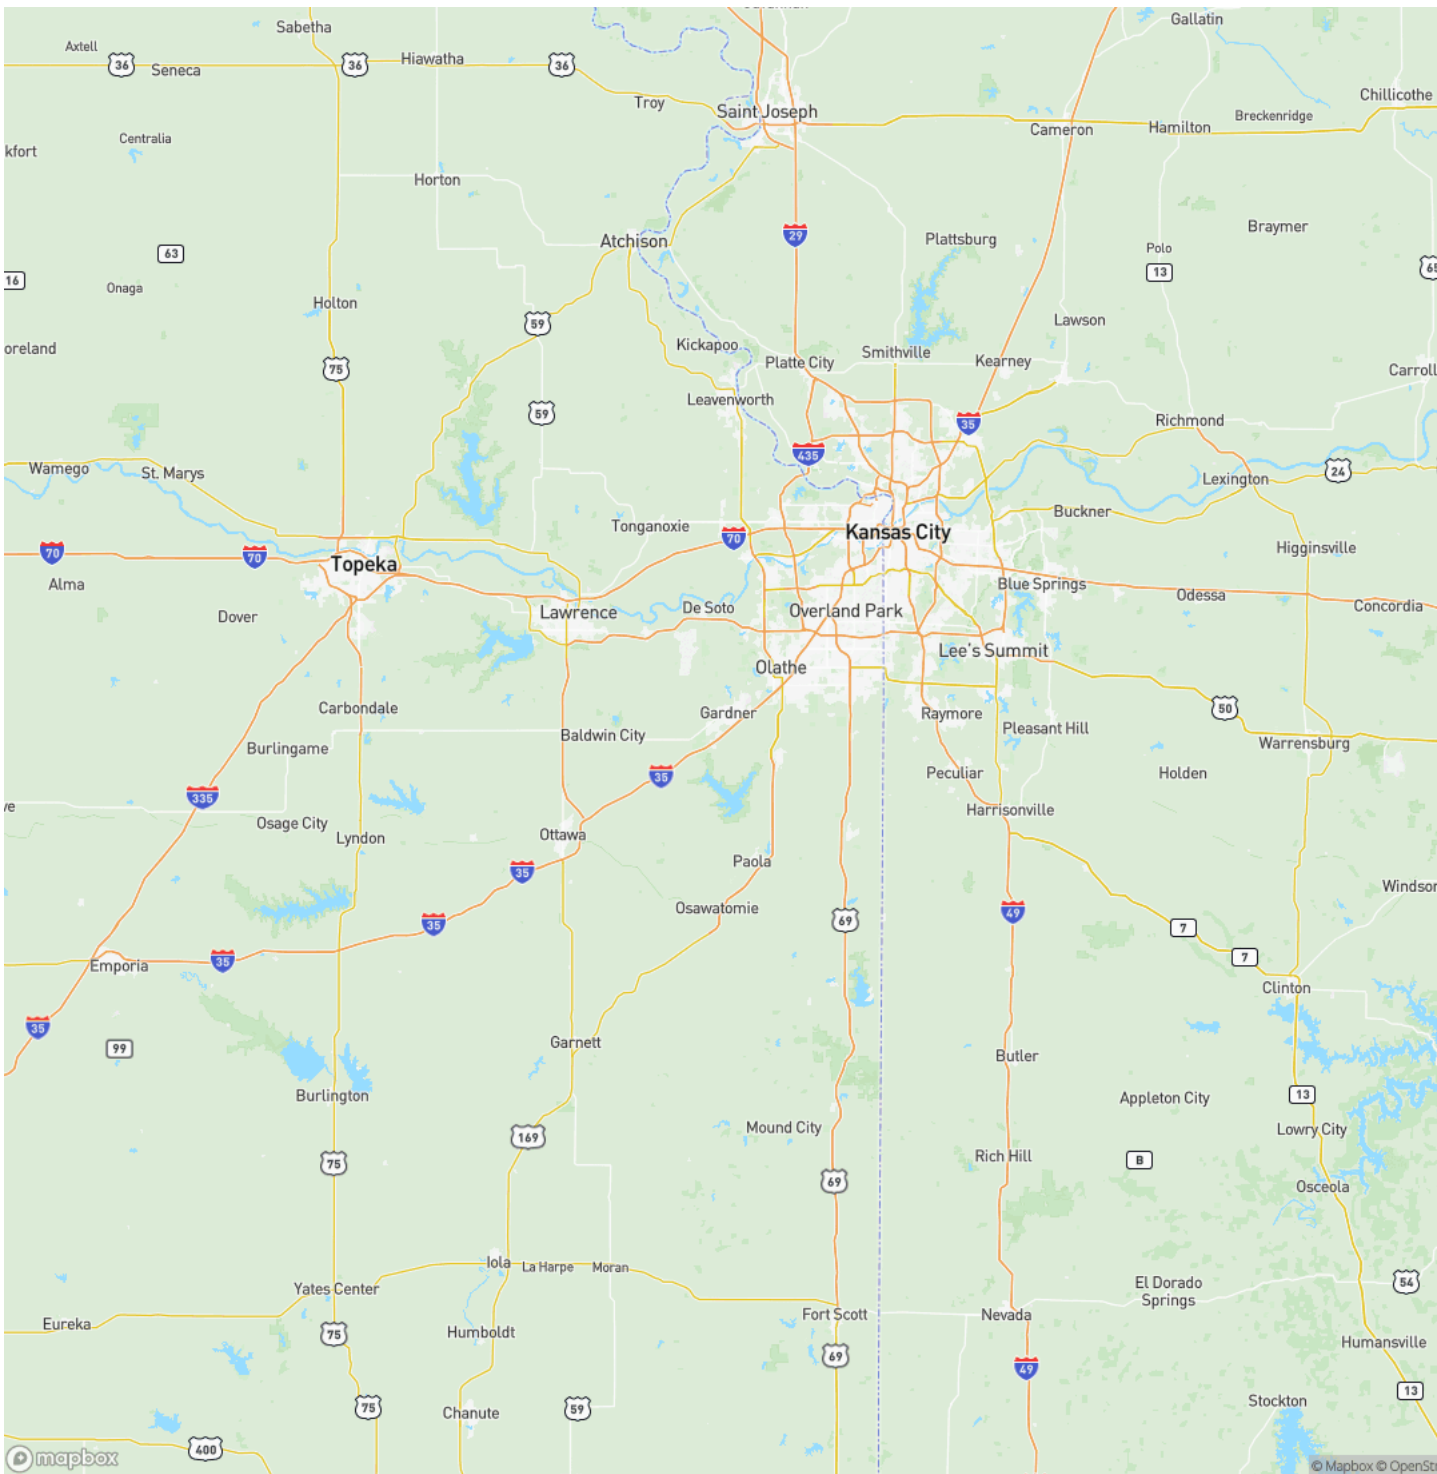 Savannah
Gallatin
Sabetha
Axtell
36
Seneca
36
Hiawatha
36
Troy
Saint Joseph
Chillicothe
Breckenridge
Cameron
Hamilton
Centralia
kfort
Horton
Atchison
29
Plattsburg
Braymer
Polo
13
63
16
65
Onaga
Holton
59
Lawson
oreland
75
Kickapoo
Platte City
Smithville
Kearney
Carroll
Leavenworth
59
35
Richmond
435
Wamego
St. Marys
24
Lexington
Buckner
Tonganoxie
70
Kansas City
Higginsville
70
70
Topeka
Alma
Blue Springs
Odessa
Concordia
Dover
Lawrence
De Soto
Overland Park
Lee's Summit
Olathe
Carbondale
Gardner
Raymore
50
Burlingame
Baldwin City
Pleasant Hill
Warrensburg
35
Peculiar
Holden
335
ve
Harrisonville
Osage City
Lyndon
Ottawa
Paola
35
Windsor
Osawatomie
49
35
69
7
35
7
Emporia
Clinton
35
99
Garnett
Butler
Burlington
Appleton City
13
169
Mound City
Lowry City
75
Rich Hill
B
69
Osceola
Iola
La Harpe
Moran
Yates Center
El Dorado
Springs
54
Eureka
75
Humboldt
Fort Scott
Nevada
Humansville
69
49
13
75
Chanute
59
Stockton
400
mapbox
© Mapbox © OpenStr